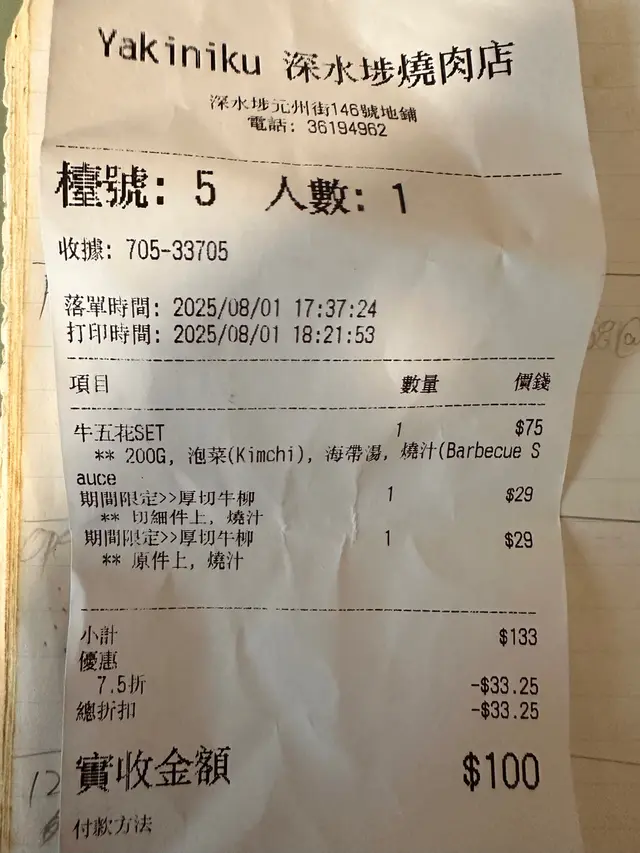 Yakiniku 深水埗燒肉店
深水埗元州街146號地鋪
電話: 36194962
檯號: 5 人數: 1
收據: 705-33705
落單時間: 2025/08/01 17:37:24
打印時間: 2025/08/01 18:21:53
項目 數量 價錢
牛五花SET 1 $75
** 200G, 泡菜(Kimchi), 海帶湯, 燒汁(Barbecue S
auce
期間限定>>厚切牛柳 1 $29
** 切細件上, 燒汁
期間限定>>厚切牛柳 1 $29
** 原件上, 燒汁
小計 $133
優惠
7.5折 -$33.25
總折扣 -$33.25
實收金額 $100
付款方法
12